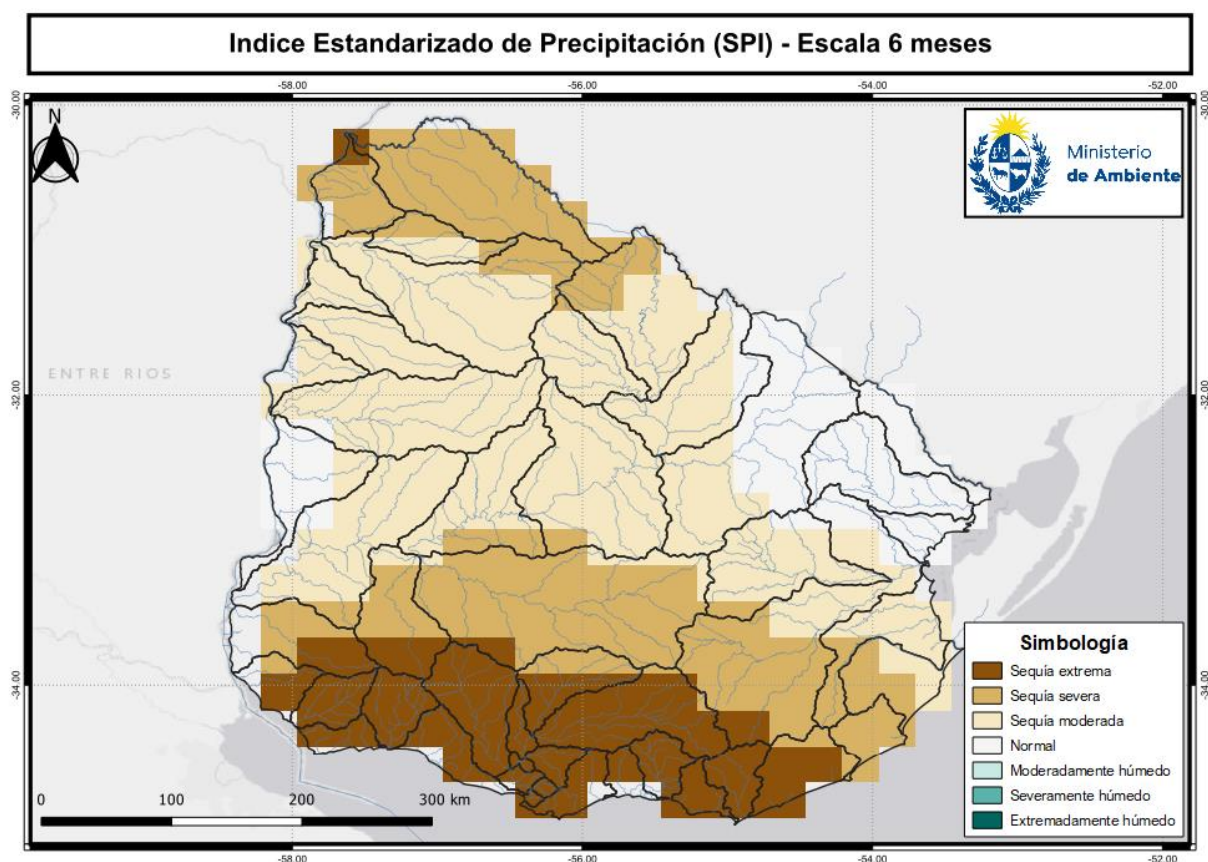 Indice Estandarizado de Precipitación (SPI) - Escala 6 meses
-58.00
-56.00
-54.00
-52.00
-30.00
-30.00
N
Ministerio
de Ambiente
ENTRE RIOS
-32.00
-32.00
-34.00
-34.00
Simbología
Sequía extrema
Sequía severa
Sequía moderada
Normal
Moderadamente húmedo
Severamente húmedo
Extremadamente húmedo
0
100
200
300 km
-58.00
-56.00
-54.00
-52.00